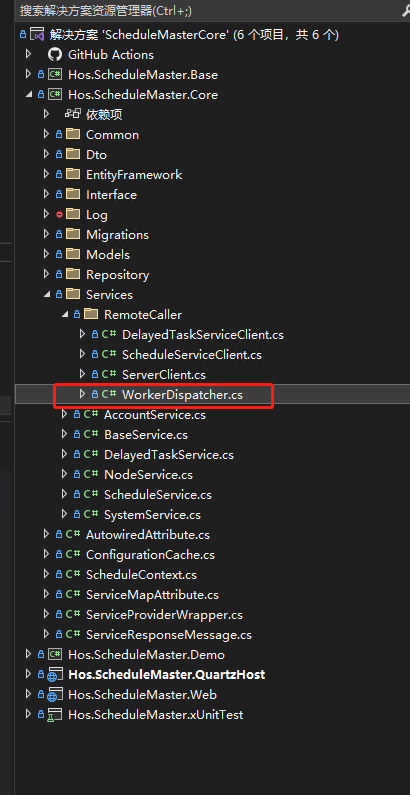 搜索解决方案资源管理器(Ctrl+;)
解决方案 'ScheduleMasterCore' (6 个项目，共 6 个)
GitHub Actions
C# Hos.ScheduleMaster.Base
C# Hos.ScheduleMaster.Core
依赖项
Common
Dto
EntityFramework
Interface
Log
Migrations
Models
Repository
Services
RemoteCaller
C# DelayedTaskServiceClient.cs
C# ScheduleServiceClient.cs
C# ServerClient.cs
C# WorkerDispatcher.cs
C# AccountService.cs
C# BaseService.cs
C# DelayedTaskService.cs
C# NodeService.cs
C# ScheduleService.cs
C# SystemService.cs
C# AutowiredAttribute.cs
C# ConfigurationCache.cs
C# ScheduleContext.cs
C# ServiceMapAttribute.cs
C# ServiceProviderWrapper.cs
C# ServiceResponseMessage.cs
C# Hos.ScheduleMaster.Demo
Hos.ScheduleMaster.QuartzHost
Hos.ScheduleMaster.Web
Hos.ScheduleMaster.xUnitTest